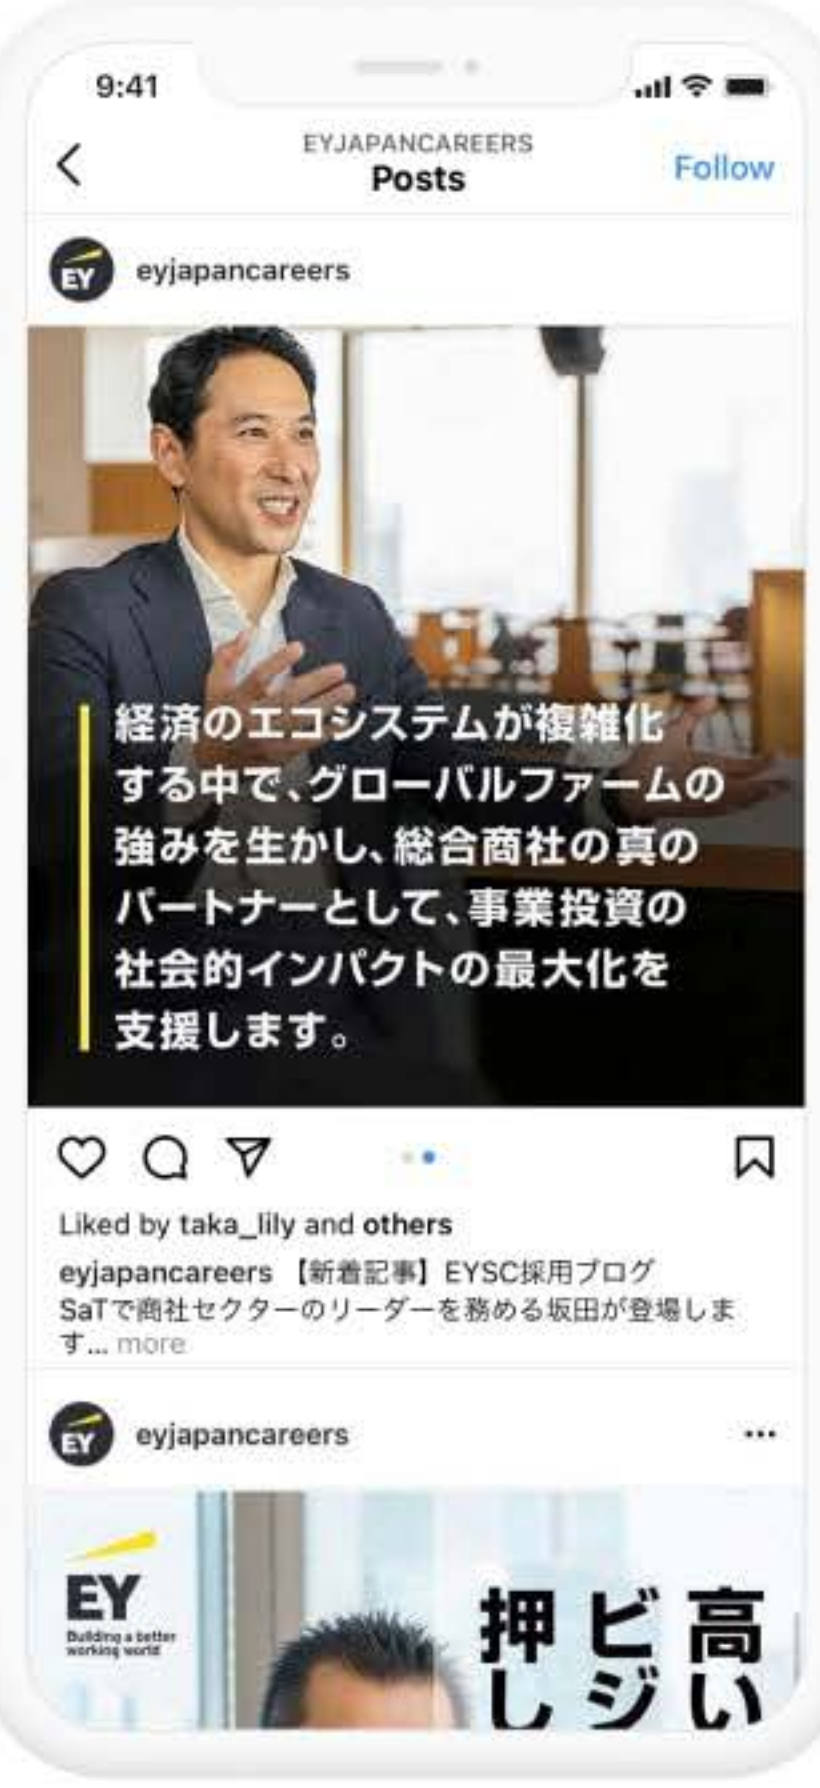 9:41
EYJAPANCAREERS
Posts
Follow
EY
eyjapancareers
経済のエコシステムが複雑化
する中で、グローバルファームの
強みを生かし、総合商社の真の
パートナーとして、事業投資の
社会的インパクトの最大化を
支援します。
Liked by taka_lily and others
eyjapancareers 【新着記事】EYSC採用ブログ
SaTで商社セクターのリーダーを務める坂田が登場しま
す... more
EY
eyjapancareers
EY
Building a better
working world
高い
ビジ
押し